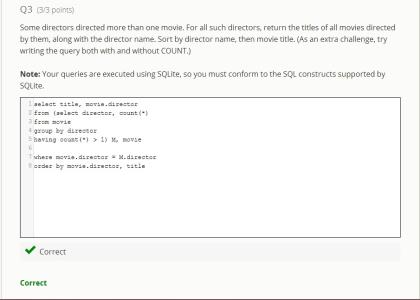 Q3 (3/3 points)
Some directors directed more than one movie. For all such directors, return the titles of all movies directed
by them, along with the director name. Sort by director name, then movie title. (As an extra challenge, try
writing the query both with and without COUNT.)
Note: Your queries are executed using SQLite, so you must conform to the SQL constructs supported by
SQLite.
1 select title, movie.director
2 from (select director, count(*)
3 from movie
4 group by director
5 having count(*) > 1) M, movie
6
7 where movie.director = M.director
8 order by movie.director, title
Correct
Correct